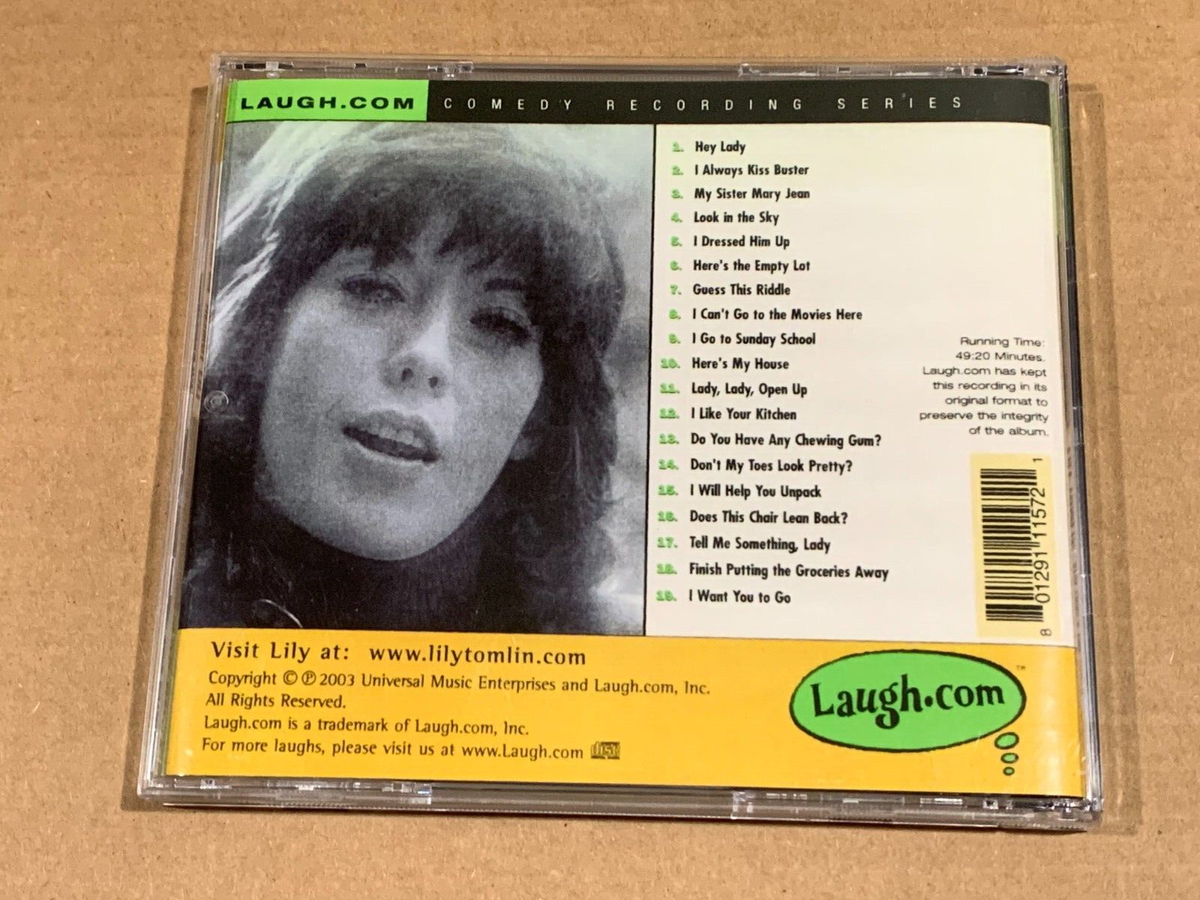 LAUGH.COM COMEDY RECORDING SERIES
1. Hey Lady
2. I Always Kiss Buster
3. My Sister Mary Jean
4. Look in the Sky
5. I Dressed Him Up
6. Here's the Empty Lot
7. Guess This Riddle
8. I Can't Go to the Movies Here
9. I Go to Sunday School
10. Here's My House
11. Lady, Lady, Open Up
12. I Like Your Kitchen
13. Do You Have Any Chewing Gum?
14. Don't My Toes Look Pretty?
15. I Will Help You Unpack
16. Does This Chair Lean Back?
17. Tell Me Something, Lady
18. Finish Putting the Groceries Away
19. I Want You to Go
Running Time:
49:20 Minutes.
Laugh.com has kept
this recording in its
original format to
preserve the integrity
of the album.
8 01291 11572 1
Visit Lily at: www.lilytomlin.com
Copyright © ℗ 2003 Universal Music Enterprises and Laugh.com, Inc.
All Rights Reserved.
Laugh.com is a trademark of Laugh.com, Inc.
For more laughs, please visit us at www.Laugh.com disc
Laugh.com ™